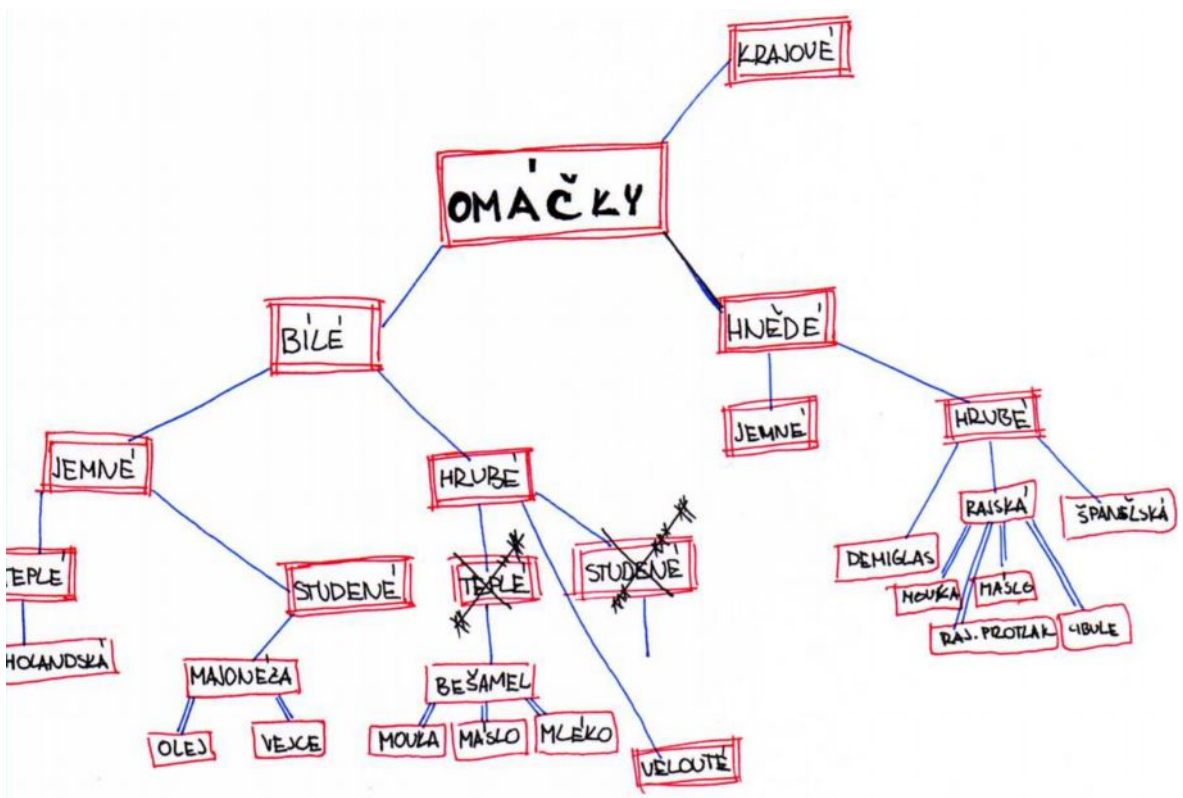 KRAJOVÉ
OMÁČKY
BÍLÉ
HNĚDÉ
JEMNÉ
HRUBÉ
JEMNÉ
HRUBÉ
TEPLÉ
STUDENÉ
TEPLÉ
STUDENÉ
DEMIGLAS
RAJSKÁ
ŠPANĚLSKÁ
MOUKA
MÁSLO
RAJ. PROTLAK
CIBULE
HOLANDSKÁ
MAJONÉZA
BEŠAMEL
OLEJ
VEJCE
MOUKA
MÁSLO
MLÉKO
VELOUTÉ